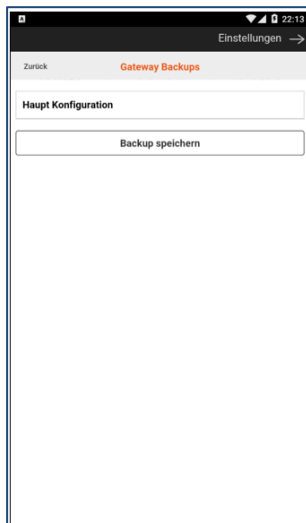 22:13
Einstellungen
Zurück Gateway Backups
Haupt Konfiguration
Backup speichern